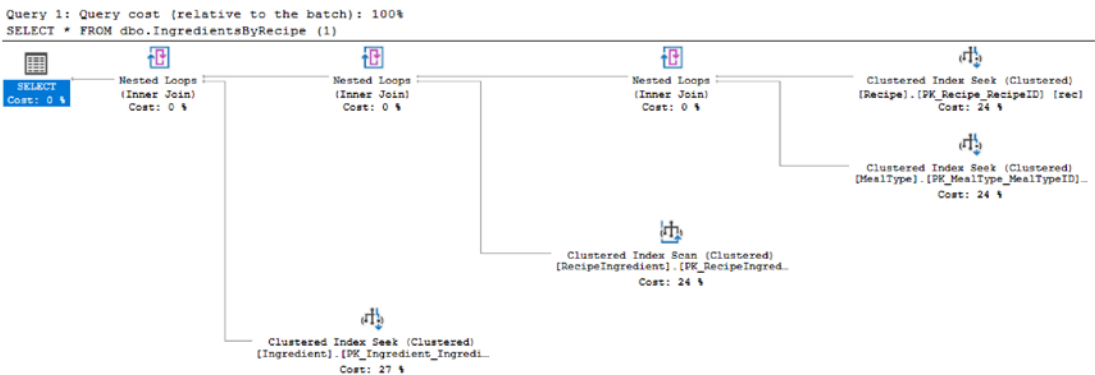 Query 1: Query cost (relative to the batch): 100%
SELECT * FROM dbo.IngredientsByRecipe (1)
SELECT
Cost: 0 %
Nested Loops
(Inner Join)
Cost: 0 %
Nested Loops
(Inner Join)
Cost: 0 %
Nested Loops
(Inner Join)
Cost: 0 %
Clustered Index Seek (Clustered)
[Recipe].[PK_Recipe_RecipeID] [rec]
Cost: 24 %
Clustered Index Seek (Clustered)
[MealType].[PK_MealType_MealTypeID]…
Cost: 24 %
Clustered Index Scan (Clustered)
[RecipeIngredient].[PK_RecipeIngred…
Cost: 24 %
Clustered Index Seek (Clustered)
[Ingredient].[PK_Ingredient_Ingredi…
Cost: 27 %